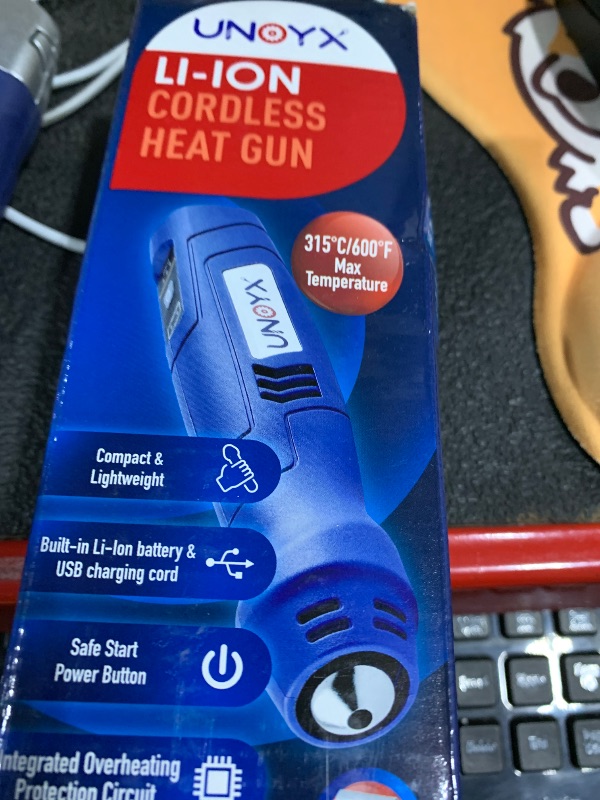 UNOYX
LI-ION
CORDLESS
HEAT GUN
315°C/600°F
Max
Temperature
UNOYX
Compact &
Lightweight
Built-in Li-Ion battery &
USB charging cord
Safe Start
Power Button
Integrated Overheating
Protection Circuit